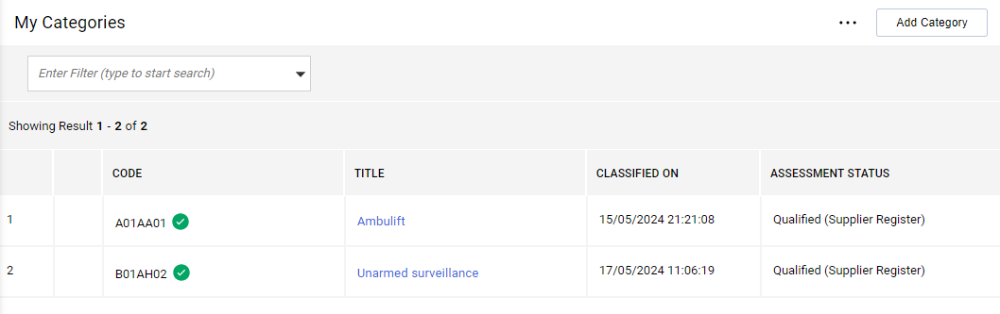 My Categories
... Add Category
Enter Filter (type to start search)
Showing Result 1 - 2 of 2
CODE TITLE CLASSIFIED ON ASSESSMENT STATUS
1 A01AA01 Ambulift 15/05/2024 21:21:08 Qualified (Supplier Register)
2 B01AH02 Unarmed surveillance 17/05/2024 11:06:19 Qualified (Supplier Register)